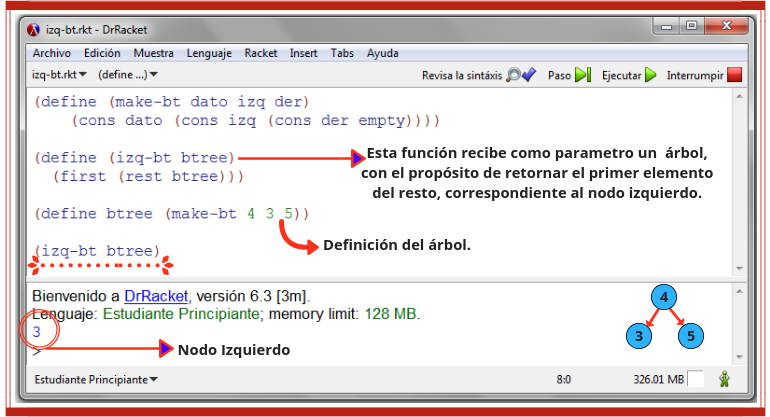 izq-bt.rkt - DrRacket
Archivo Edición Muestra Lenguaje Racket Insert Tabs Ayuda
izq-bt.rkt (define ...) Revisa la sintáxis Paso Ejecutar Interrumpir
(define (make-bt dato izq der)
(cons dato (cons izq (cons der empty))))
(define (izq-bt btree)
(first (rest btree)))
Esta función recibe como parametro un árbol,
con el propósito de retornar el primer elemento
del resto, correspondiente al nodo izquierdo.
(define btree (make-bt 4 3 5))
Definición del árbol.
(izq-bt btree)
Bienvenido a DrRacket, versión 6.3 [3m].
Lenguaje: Estudiante Principiante; memory limit: 128 MB.
3
>
Nodo Izquierdo
4
3 5
Estudiante Principiante 8:0 326.01 MB